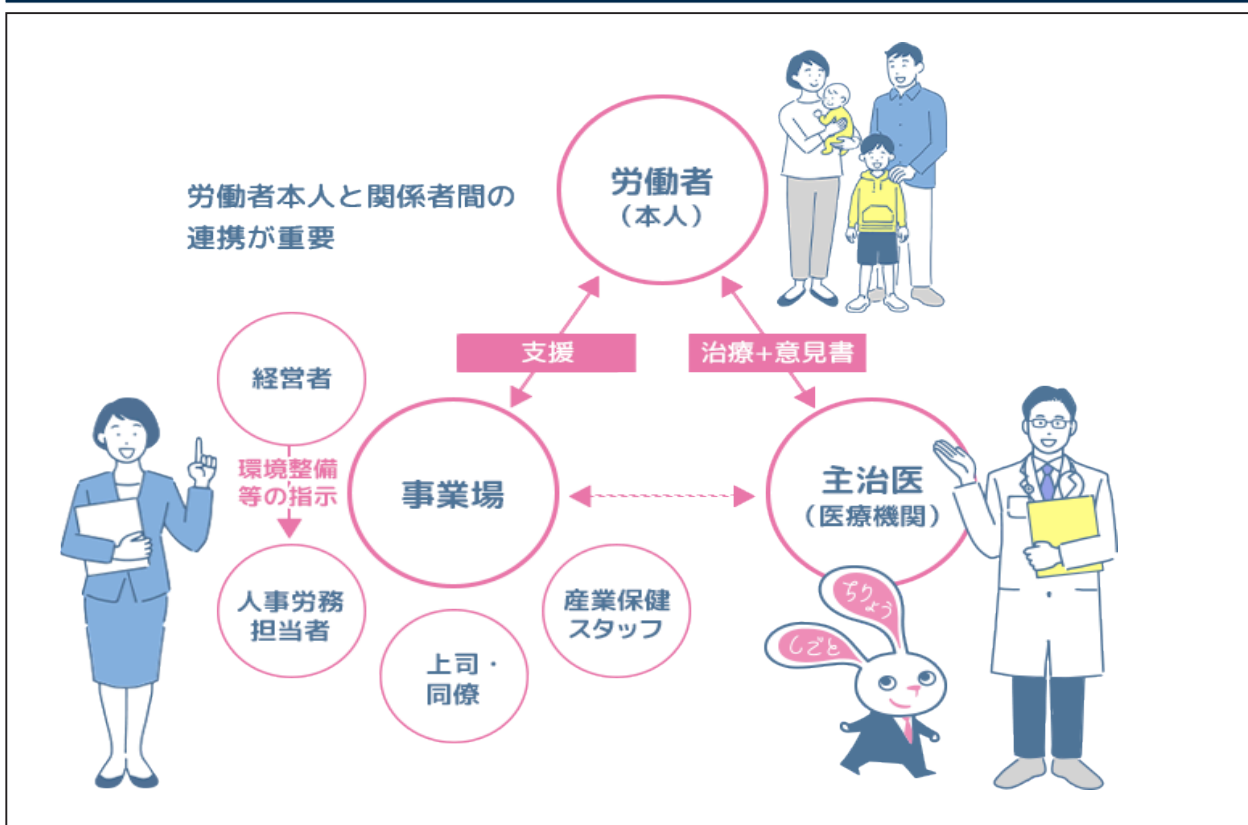 労働者本人と関係者間の
連携が重要
労働者
（本人）
支援
治療+意見書
経営者
環境整備
等の指示
事業場
主治医
（医療機関）
人事労務
担当者
上司・
同僚
産業保健
スタッフ
ちりょう
しごと